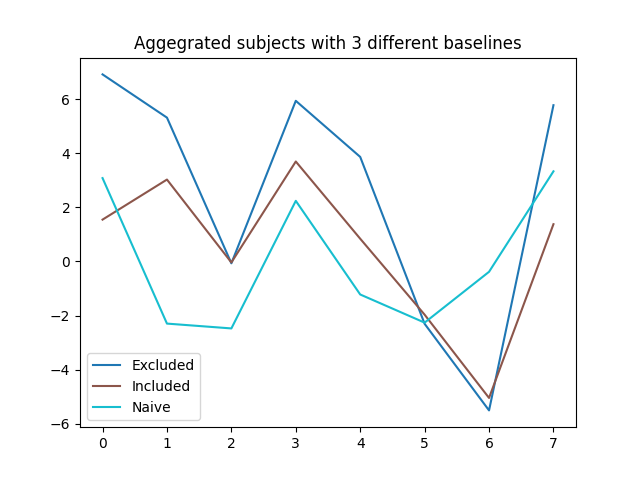 Aggegrated subjects with 3 different baselines
6
4
2
0
−2
−4
−6
Excluded
Included
Naive
0 1 2 3 4 5 6 7